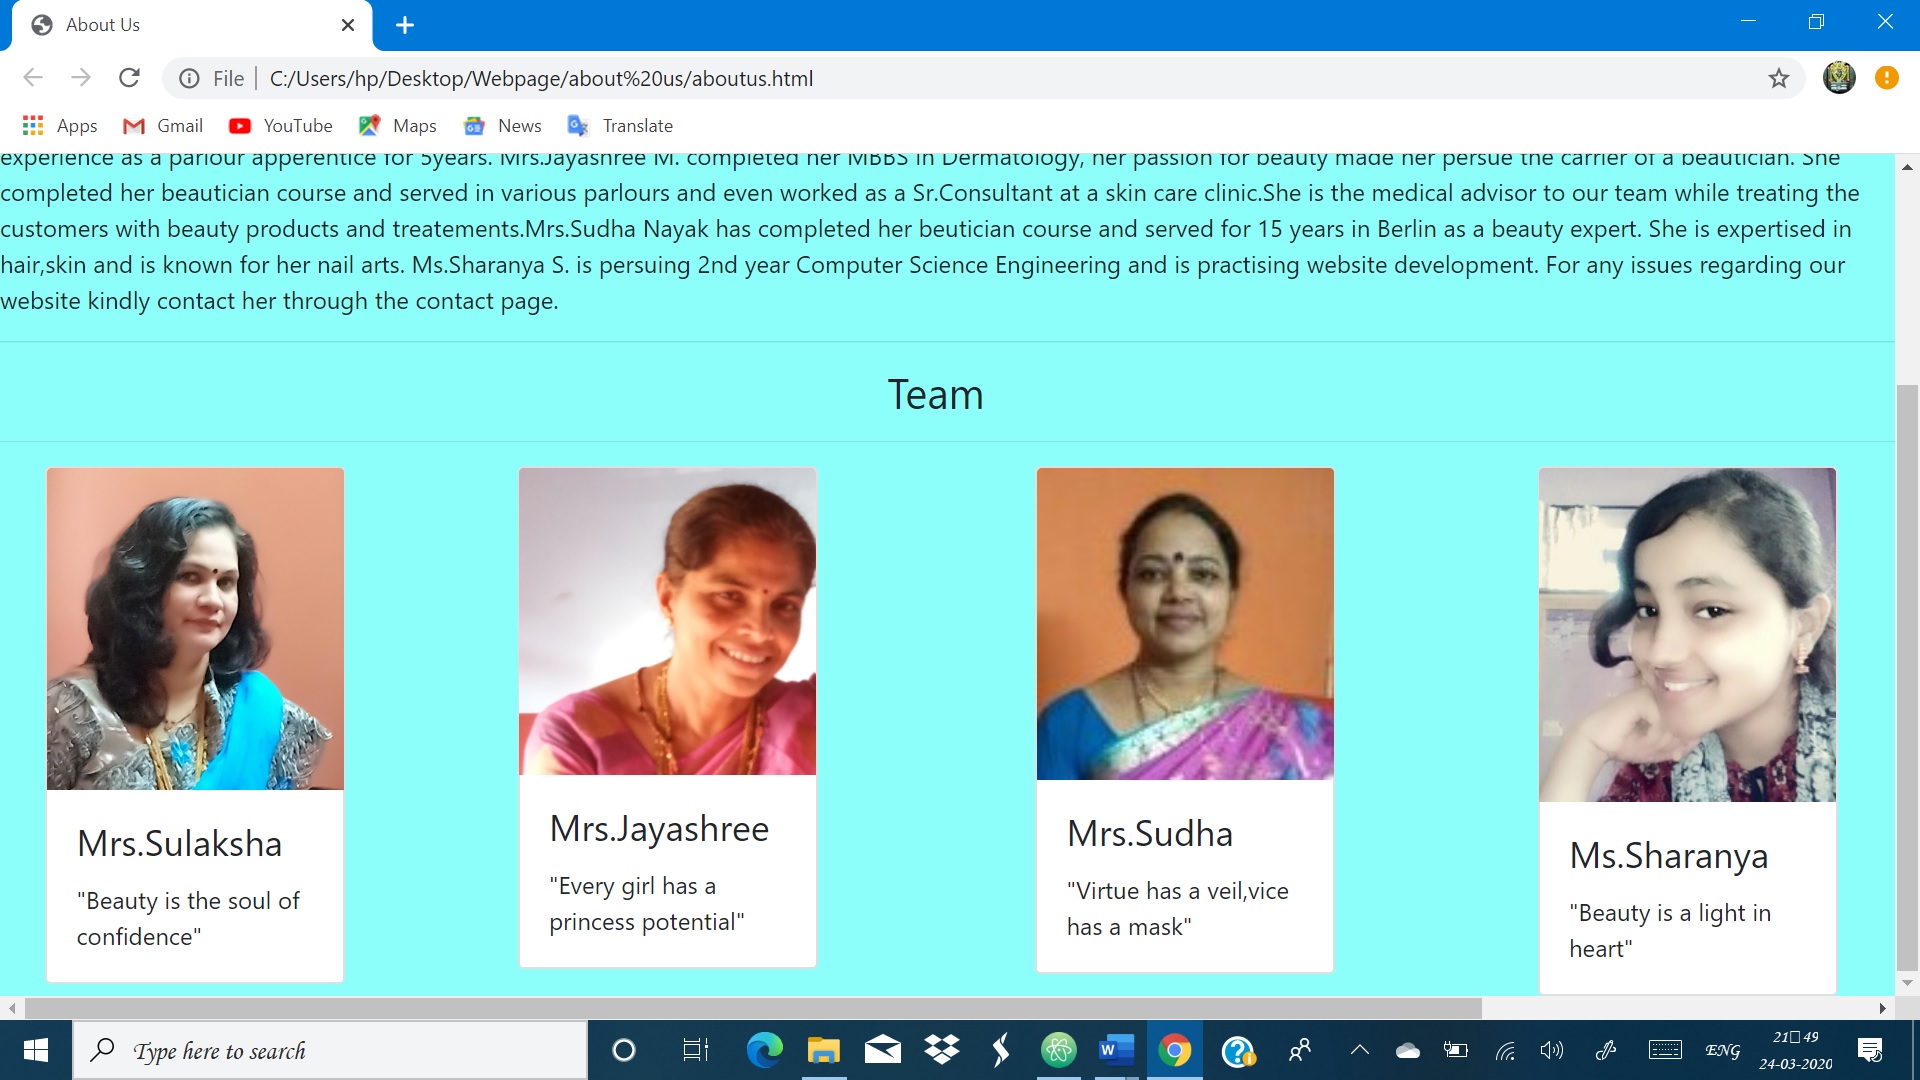 About Us
File
C:/Users/hp/Desktop/Webpage/about%20us/aboutus.html
Apps
Gmail
YouTube
Maps
News
Translate
experience as a parlour apperentice for 5years. Mrs.Jayashree M. completed her MBBS in Dermatology, her passion for beauty made her persue the carrier of a beautician. She
completed her beautician course and served in various parlours and even worked as a Sr.Consultant at a skin care clinic.She is the medical advisor to our team while treating the
customers with beauty products and treatements.Mrs.Sudha Nayak has completed her beutician course and served for 15 years in Berlin as a beauty expert. She is expertised in
hair,skin and is known for her nail arts. Ms.Sharanya S. is persuing 2nd year Computer Science Engineering and is practising website development. For any issues regarding our
website kindly contact her through the contact page.
Team
Mrs.Sulaksha
"Beauty is the soul of
confidence"
Mrs.Jayashree
"Every girl has a
princess potential"
Mrs.Sudha
"Virtue has a veil,vice
has a mask"
Ms.Sharanya
"Beauty is a light in
heart"
Type here to search
ENG
21 49
24-03-2020